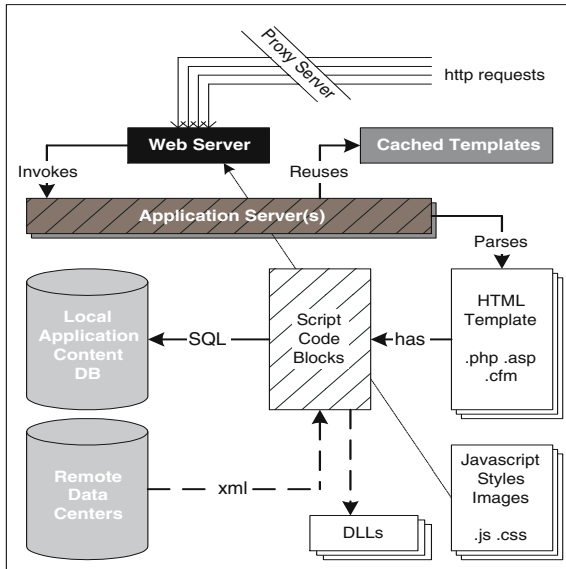 Proxy Server
http requests
Web Server
Cached Templates
Invokes
Reuses
Application Server(s)
Parses
Local
Application
Content
DB
SQL
Script
Code
Blocks
has
HTML
Template
.php .asp
.cfm
Remote
Data
Centers
xml
DLLs
Javascript
Styles
Images
.js .css